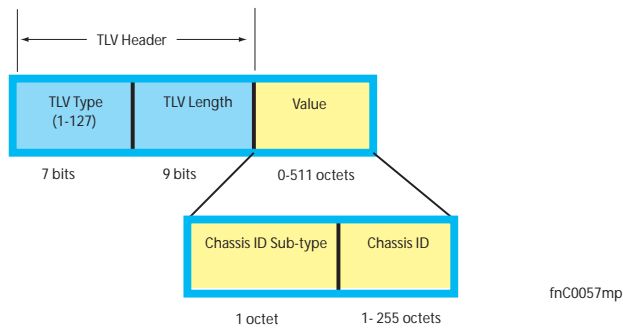 TLV Header
TLV Type
(1-127)
TLV Length
Value
7 bits
9 bits
0-511 octets
Chassis ID Sub-type
Chassis ID
fnC0057mp
1 octet
1- 255 octets